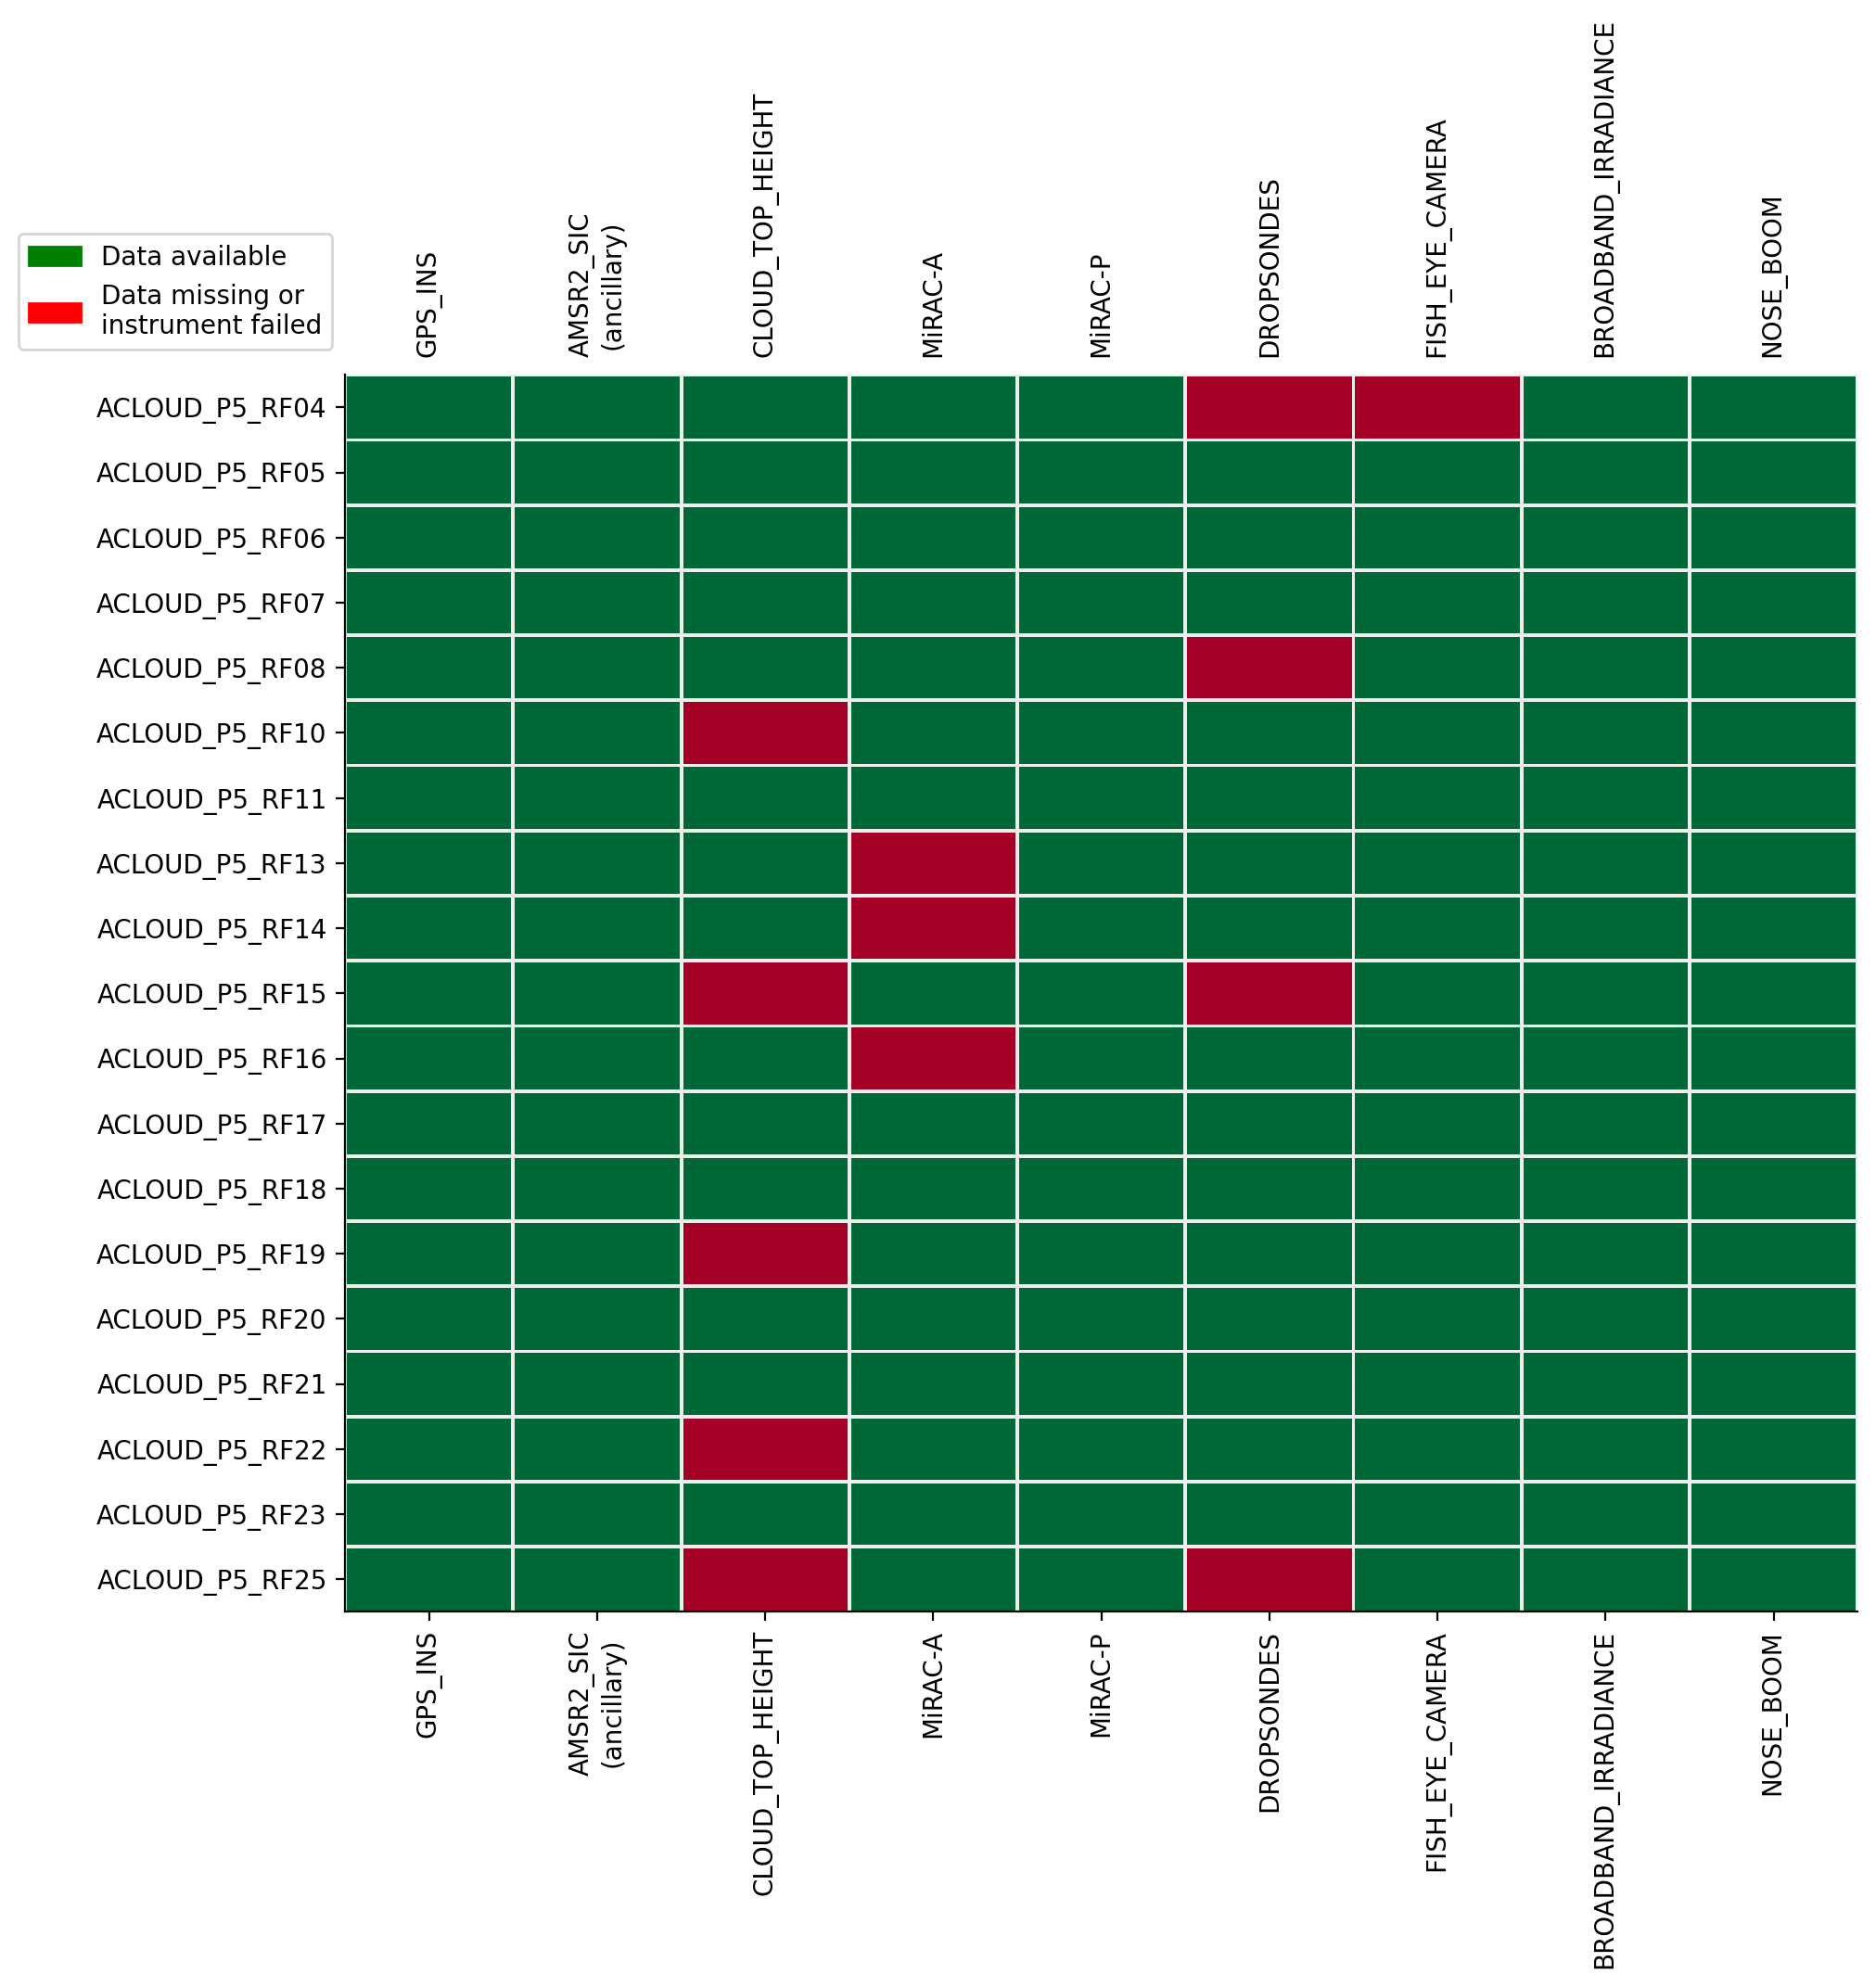 Data available
Data missing or
instrument failed
GPS_INS
AMSR2_SIC
(ancillary)
CLOUD_TOP_HEIGHT
MiRAC-A
MiRAC-P
DROPSONDES
FISH_EYE_CAMERA
BROADBAND_IRRADIANCE
NOSE_BOOM
ACLOUD_P5_RF04
ACLOUD_P5_RF05
ACLOUD_P5_RF06
ACLOUD_P5_RF07
ACLOUD_P5_RF08
ACLOUD_P5_RF10
ACLOUD_P5_RF11
ACLOUD_P5_RF13
ACLOUD_P5_RF14
ACLOUD_P5_RF15
ACLOUD_P5_RF16
ACLOUD_P5_RF17
ACLOUD_P5_RF18
ACLOUD_P5_RF19
ACLOUD_P5_RF20
ACLOUD_P5_RF21
ACLOUD_P5_RF22
ACLOUD_P5_RF23
ACLOUD_P5_RF25
GPS_INS
AMSR2_SIC
(ancillary)
CLOUD_TOP_HEIGHT
MiRAC-A
MiRAC-P
DROPSONDES
FISH_EYE_CAMERA
BROADBAND_IRRADIANCE
NOSE_BOOM